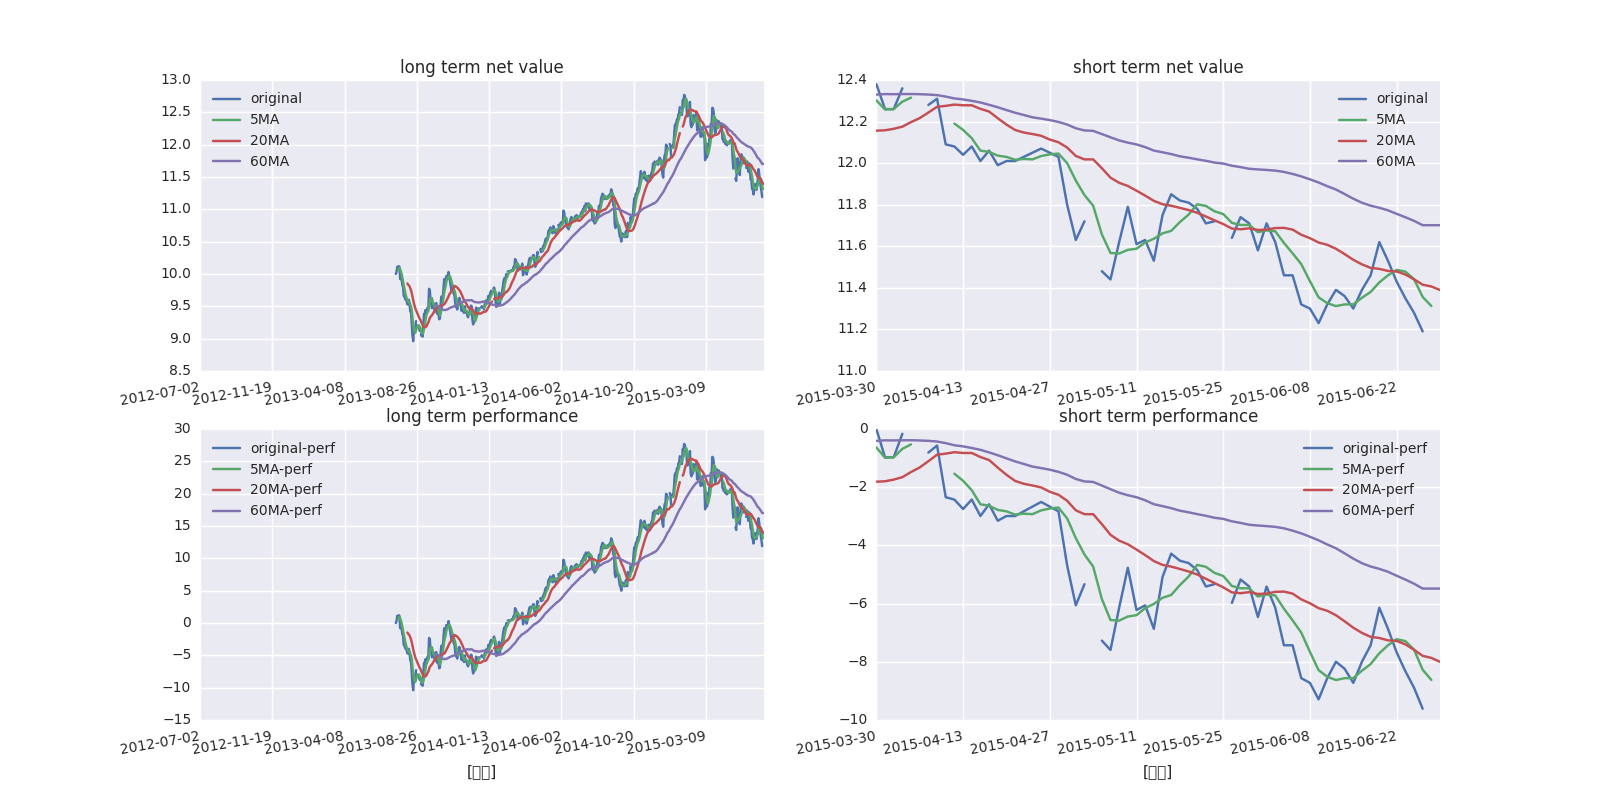 long term net value
13.0
12.5
12.0
11.5
11.0
10.5
10.0
9.5
9.0
8.5
original
5MA
20MA
60MA
2012-07-02 2012-11-19 2013-04-08 2013-08-26 2014-01-13 2014-06-02 2014-10-20 2015-03-09
short term net value
12.4
12.2
12.0
11.8
11.6
11.4
11.2
11.0
original
5MA
20MA
60MA
2015-03-30 2015-04-13 2015-04-27 2015-05-11 2015-05-25 2015-06-08 2015-06-22
long term performance
30
25
20
15
10
5
0
−5
−10
−15
original-perf
5MA-perf
20MA-perf
60MA-perf
2012-07-02 2012-11-19 2013-04-08 2013-08-26 2014-01-13 2014-06-02 2014-10-20 2015-03-09
short term performance
0
−2
−4
−6
−8
−10
original-perf
5MA-perf
20MA-perf
60MA-perf
2015-03-30 2015-04-13 2015-04-27 2015-05-11 2015-05-25 2015-06-08 2015-06-22